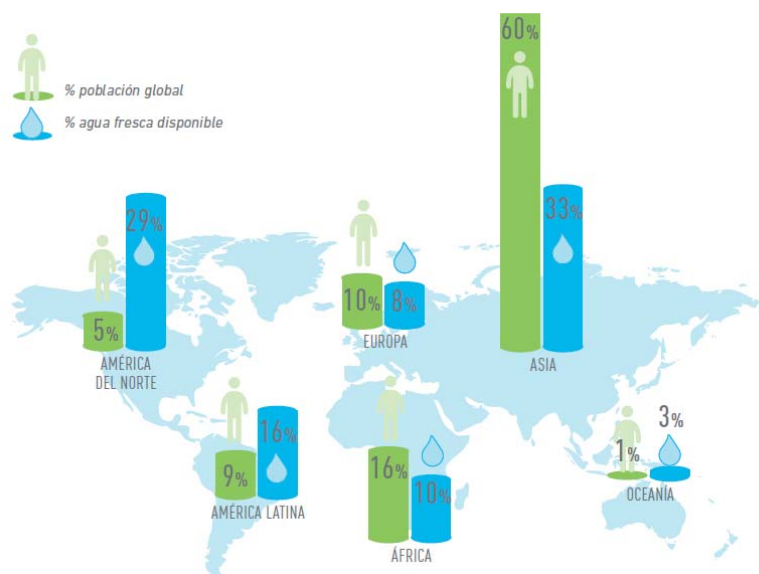 60%
% población global
% agua fresca disponible
29%
33%
10%
8%
5%
EUROPA
ASIA
AMÉRICA
DEL NORTE
16%
3%
9%
16%
1%
10%
AMÉRICA LATINA
OCEANÍA
ÁFRICA